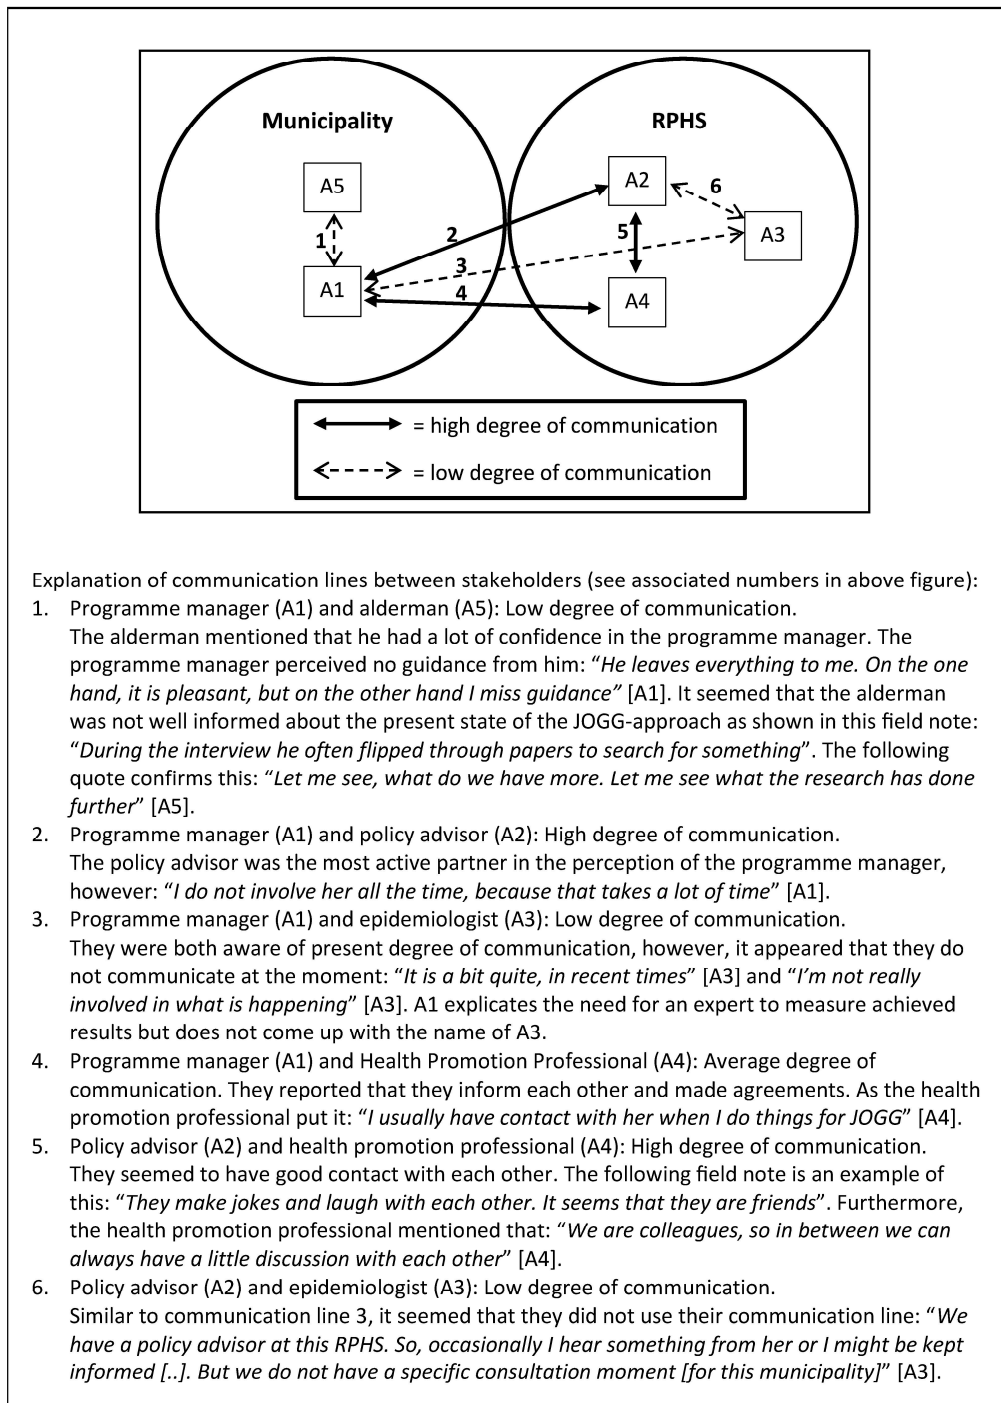 Municipality
RPHS
A5
A2
6
1
2
5
A3
3
A1
4
A4
= high degree of communication
= low degree of communication
Explanation of communication lines between stakeholders (see associated numbers in above figure):
1. Programme manager (A1) and alderman (A5): Low degree of communication.
The alderman mentioned that he had a lot of confidence in the programme manager. The
programme manager perceived no guidance from him: “He leaves everything to me. On the one
hand, it is pleasant, but on the other hand I miss guidance” [A1]. It seemed that the alderman
was not well informed about the present state of the JOGG-approach as shown in this field note:
“During the interview he often flipped through papers to search for something”. The following
quote confirms this: “Let me see, what do we have more. Let me see what the research has done
further” [A5].
2. Programme manager (A1) and policy advisor (A2): High degree of communication.
The policy advisor was the most active partner in the perception of the programme manager,
however: “I do not involve her all the time, because that takes a lot of time” [A1].
3. Programme manager (A1) and epidemiologist (A3): Low degree of communication.
They were both aware of present degree of communication, however, it appeared that they do
not communicate at the moment: “It is a bit quite, in recent times” [A3] and “I’m not really
involved in what is happening” [A3]. A1 explicates the need for an expert to measure achieved
results but does not come up with the name of A3.
4. Programme manager (A1) and Health Promotion Professional (A4): Average degree of
communication. They reported that they inform each other and made agreements. As the health
promotion professional put it: “I usually have contact with her when I do things for JOGG” [A4].
5. Policy advisor (A2) and health promotion professional (A4): High degree of communication.
They seemed to have good contact with each other. The following field note is an example of
this: “They make jokes and laugh with each other. It seems that they are friends”. Furthermore,
the health promotion professional mentioned that: “We are colleagues, so in between we can
always have a little discussion with each other” [A4].
6. Policy advisor (A2) and epidemiologist (A3): Low degree of communication.
Similar to communication line 3, it seemed that they did not use their communication line: “We
have a policy advisor at this RPHS. So, occasionally I hear something from her or I might be kept
informed [..]. But we do not have a specific consultation moment [for this municipality]” [A3].